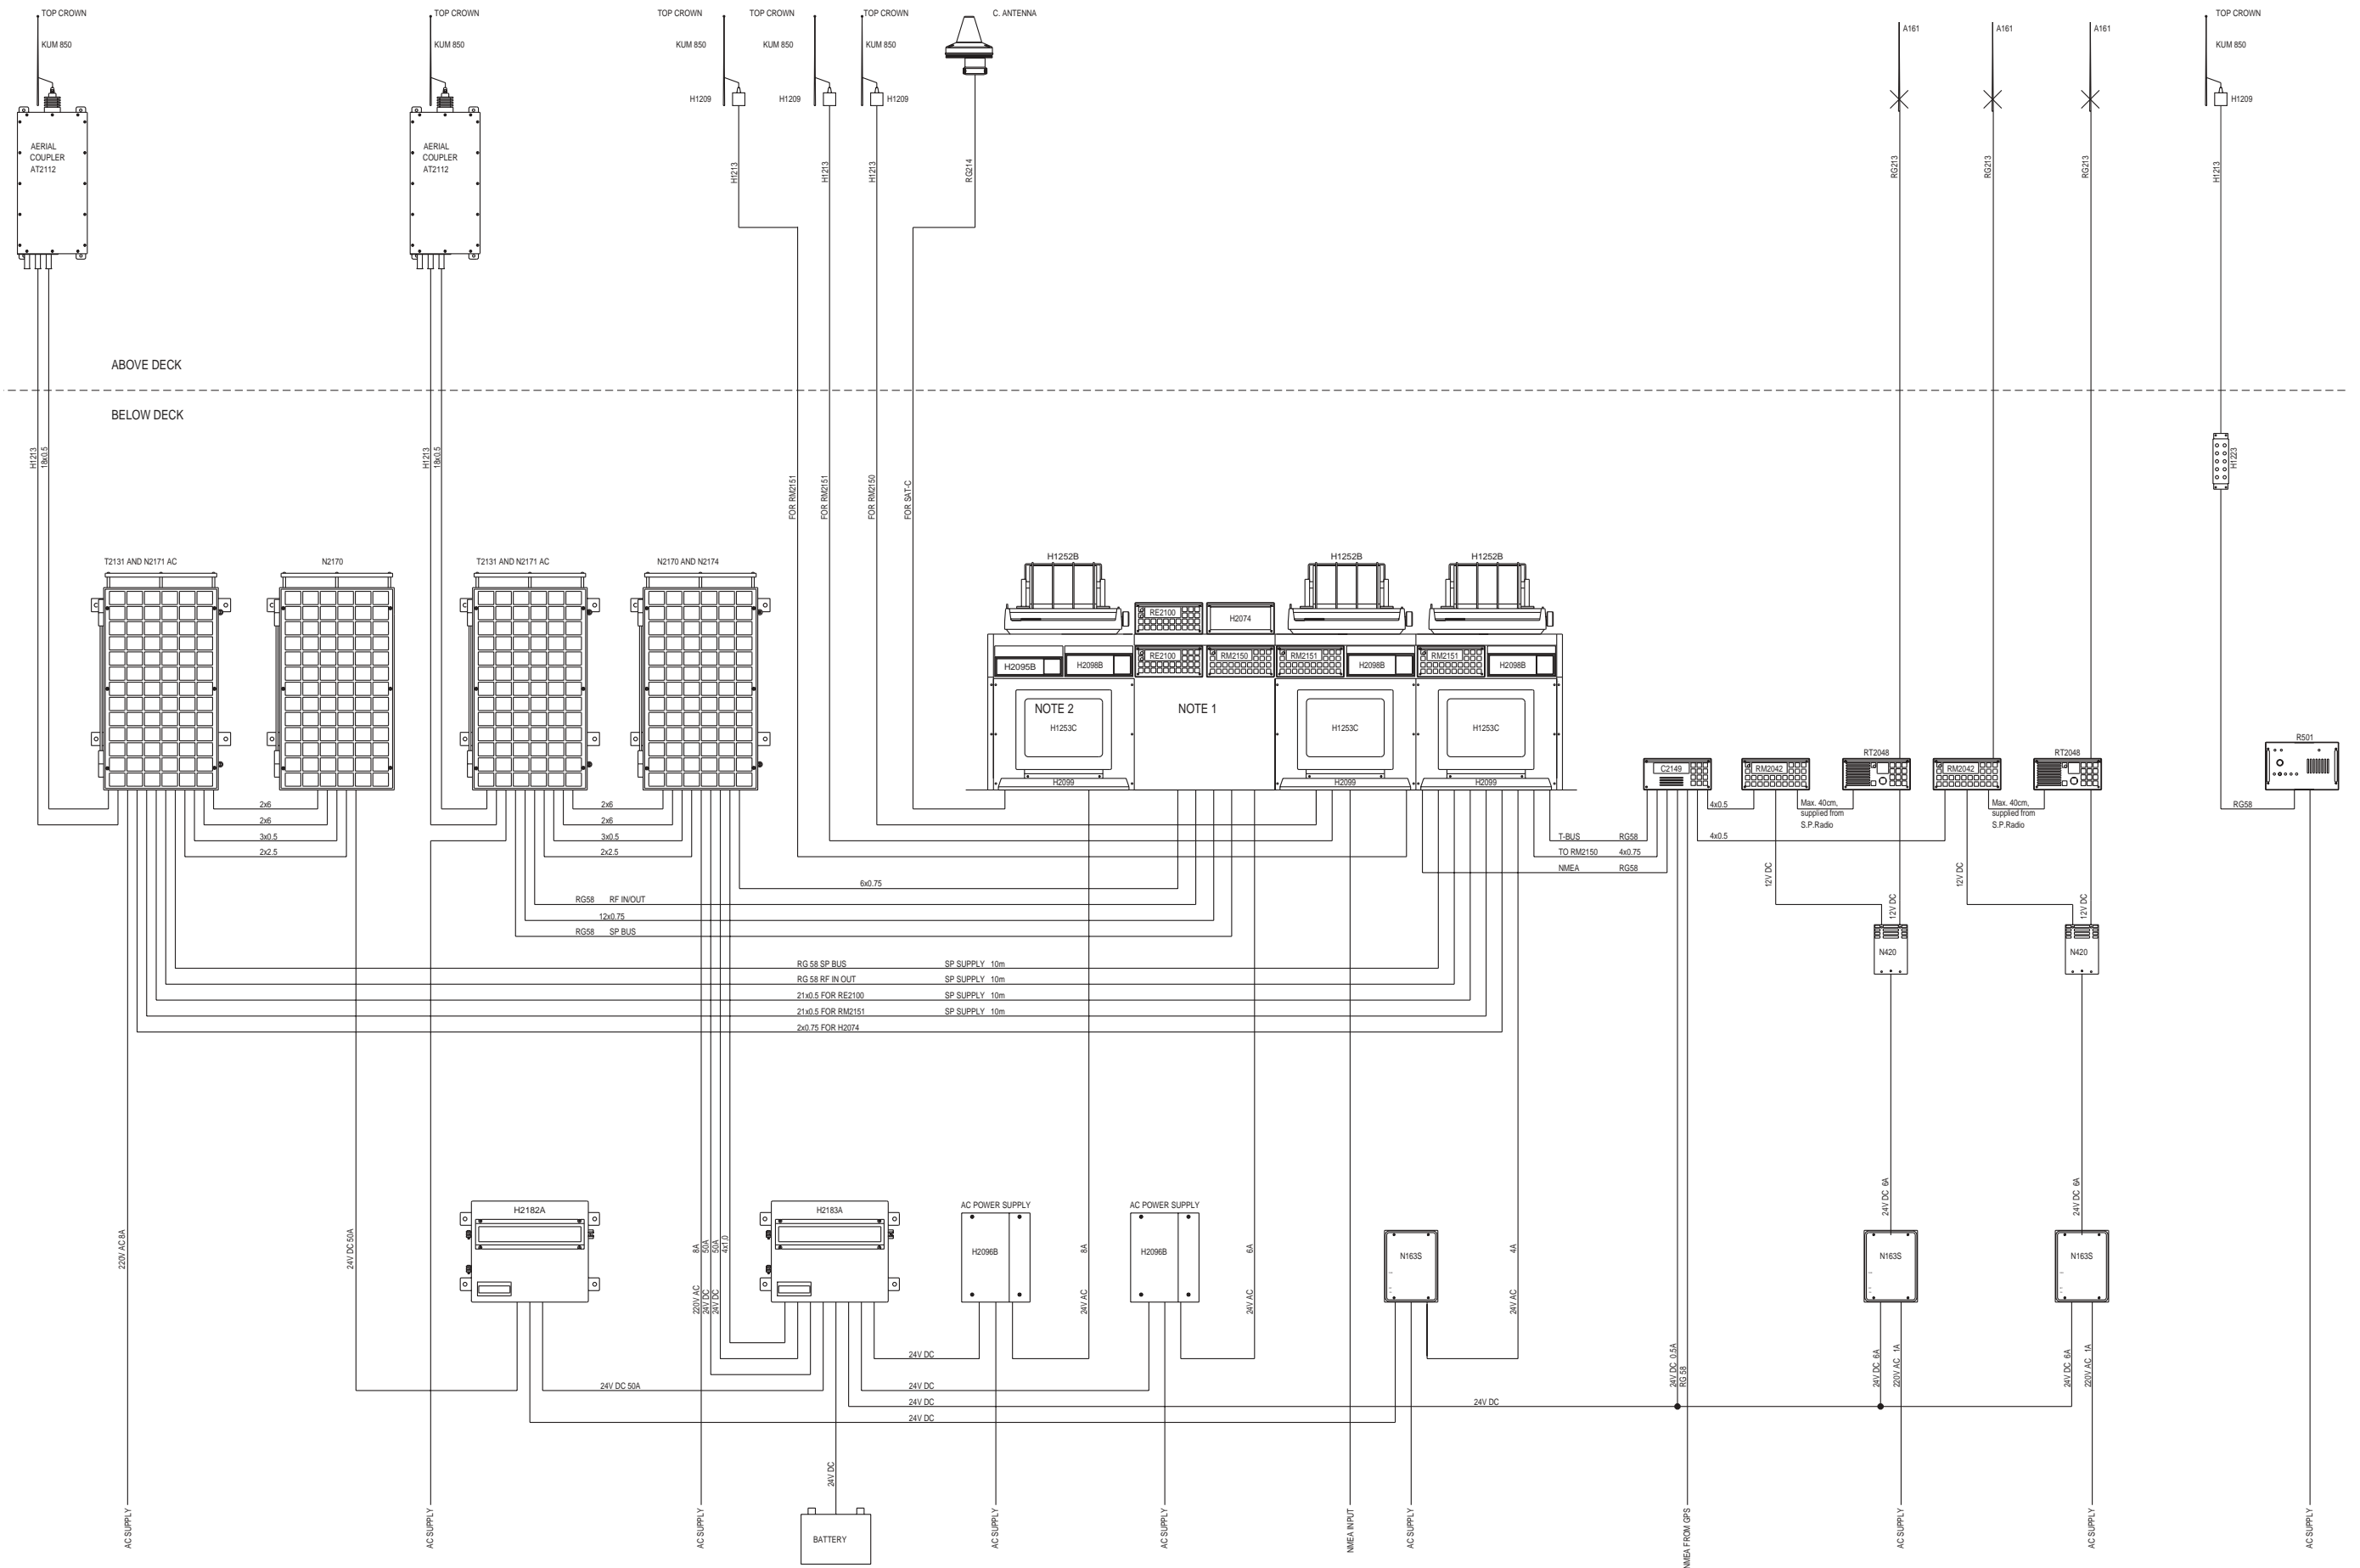 TOP CROWN
TOP CROWN
TOP CROWN
TOP CROWN
TOP CROWN
C. ANTENNA
TOP CROWN
KUM 850
KUM 850
KUM 850
KUM 850
KUM 850
A161
A161
A161
KUM 850
H1209
H1209
H1209
H1209
AERIAL
COUPLER
AT2112
AERIAL
COUPLER
AT2112
H1213
H1213
H1213
RG214
RG213
RG213
RG213
H1213
ABOVE DECK
BELOW DECK
H1213
18x0.5
H1213
18x0.5
FOR RM2151
FOR RM2151
FOR RM2150
FOR SAT-C
H1223
T2131 AND N2171 AC
N2170
T2131 AND N2171 AC
N2170 AND N2174
H1252B
H1252B
H1252B
RE2100
H2074
H2095B
H2098B
RE2100
RM2150
RM2151
H2098B
RM2151
H2098B
NOTE 2
NOTE 1
H1253C
H1253C
H1253C
H2099
H2099
H2099
C2149
RM2042
RT2048
RM2042
RT2048
R501
2x6
2x6
3x0.5
2x2.5
2x6
2x6
3x0.5
2x2.5
4x0.5
Max. 40cm,
supplied from
S.P.Radio
Max. 40cm,
supplied from
S.P.Radio
RG58
T-BUS RG58
4x0.5
TO RM2150 4x0.75
NMEA RG58
12V DC
12V DC
12V DC
12V DC
6x0.75
RG58 RF IN/OUT
12x0.75
RG58 SP BUS
N420
N420
RG 58 SP BUS SP SUPPLY 10m
RG 58 RF IN OUT SP SUPPLY 10m
21x0.5 FOR RE2100 SP SUPPLY 10m
21x0.5 FOR RM2151 SP SUPPLY 10m
2x0.75 FOR H2074
H2182A
H2183A
AC POWER SUPPLY
AC POWER SUPPLY
H2096B
H2096B
N163S
N163S
N163S
220V AC 8A
24V DC 50A
220V AC 8A
24V DC 50A
24V DC 50A
4x1,0
24V AC 8A
24V AC 6A
24V AC 4A
24V DC 6A
24V DC 6A
24V DC
24V DC 50A
24V DC
24V DC
24V DC
24V DC
24V DC 0.5A
RG 58
24V DC 6A
220V AC 1A
24V DC 6A
220V AC 1A
24V DC
BATTERY
AC SUPPLY
AC SUPPLY
AC SUPPLY
AC SUPPLY
AC SUPPLY
NMEA INPUT
AC SUPPLY
NMEA FROM GPS
AC SUPPLY
AC SUPPLY
AC SUPPLY